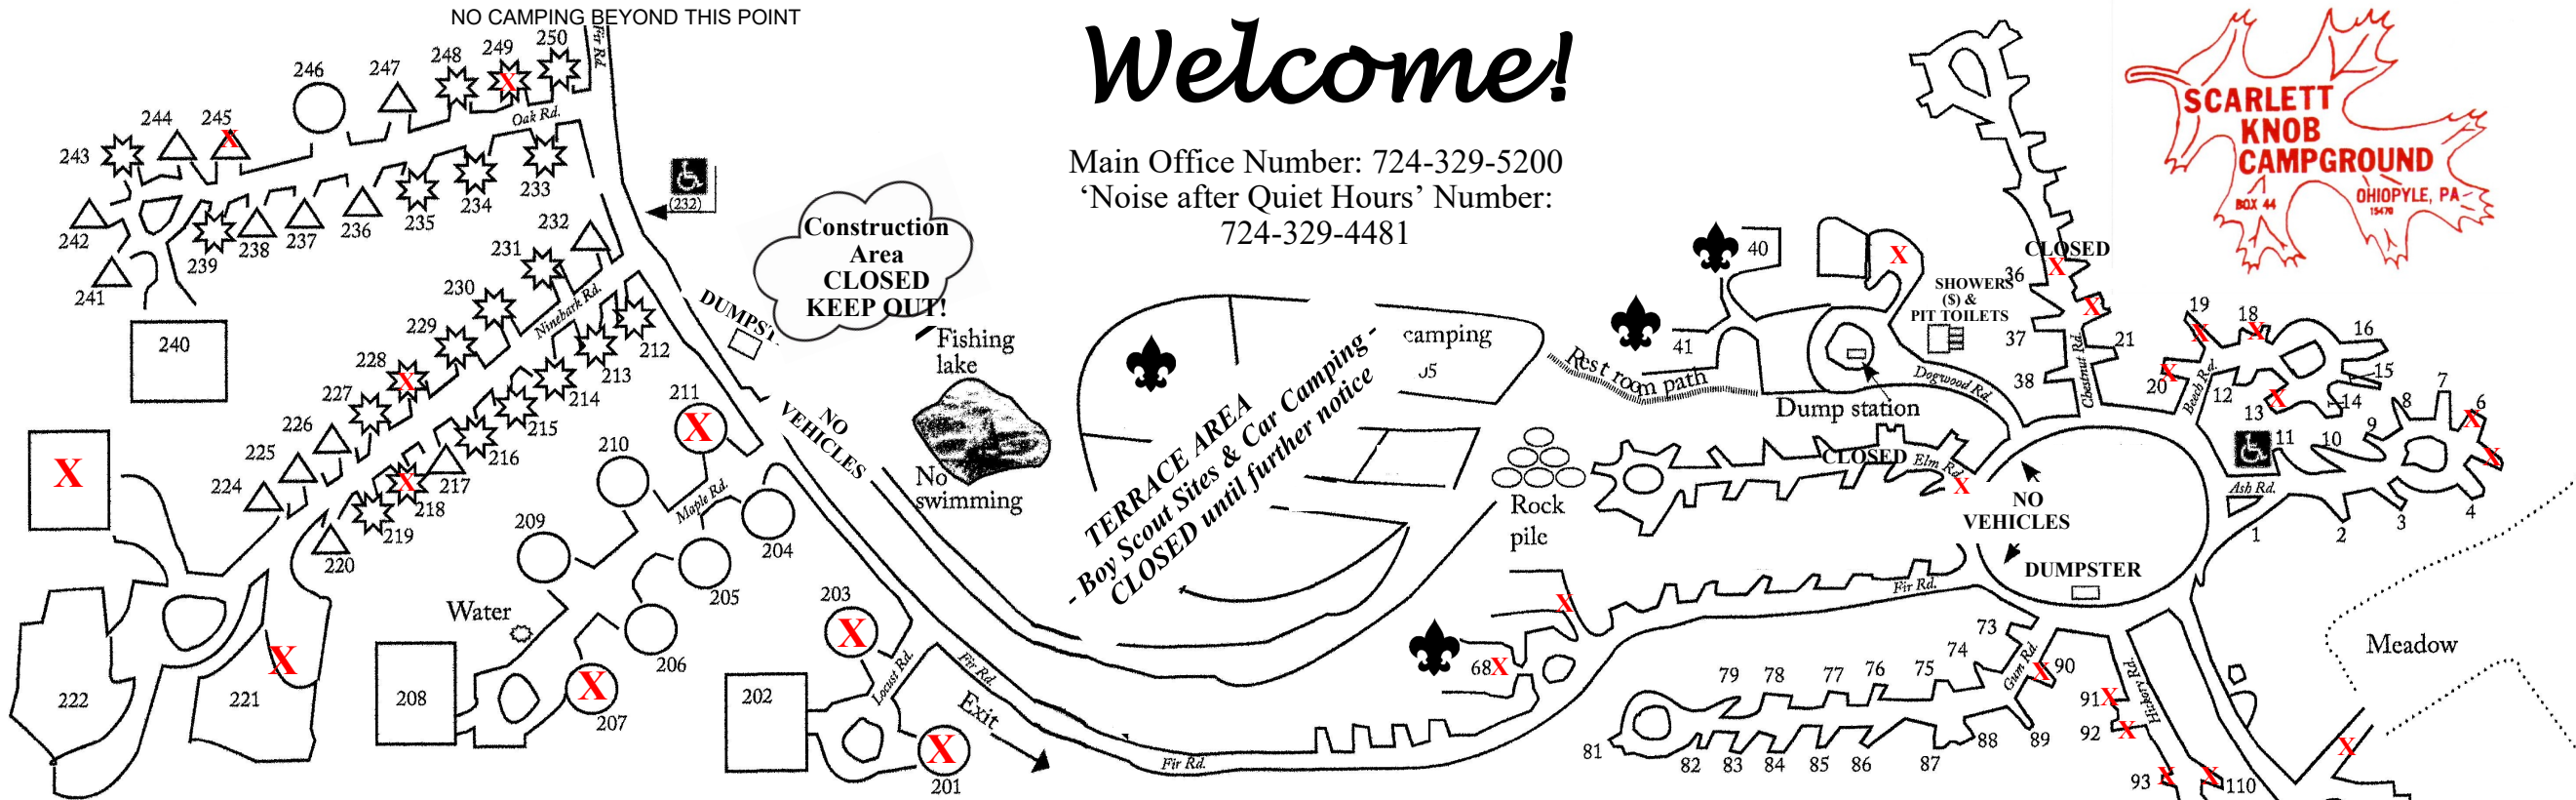 NO CAMPING BEYOND THIS POINT
Welcome!
Main Office Number: 724-329-5200
‘Noise after Quiet Hours’ Number:
724-329-4481
SCARLETT
KNOB
CAMPGROUND
BOX 44
OHIOPYLE, PA
15470
Fir Rd.
250
249
X
248
247
246
245
X
244
243
242
241
240
Oak Rd.
239
238
237
236
235
234
233
(232)
232
231
230
229
228
X
227
226
225
224
Ninebark Rd.
212
213
214
215
216
217
218
X
219
220
X
222
221
X
DUMPST
Construction
Area
CLOSED
KEEP OUT!
Fishing
lake
No
swimming
NO
VEHICLES
211
X
210
209
Maple Rd.
204
205
206
207
X
208
Water
203
X
202
201
X
Locust Rd.
Fir Rd.
Exit
Fir Rd.
TERRACE AREA
- Boy Scout Sites & Car Camping -
CLOSED until further notice
camping
J5
Rest room path
40
41
X
SHOWERS
($) &
PIT TOILETS
Dump station
Dogwood Rd.
CLOSED
X
36
X
37
38
21
Chestnut Rd.
Rock
pile
CLOSED
Elm Rd.
X
NO
VEHICLES
DUMPSTER
19
X
18
X
16
15
14
13
X
12
20
X
Beech Rd.
11
10
9
8
7
6
X
X
4
3
2
1
Ash Rd.
Meadow
Fir Rd.
X
68
X
73
74
75
76
77
78
79
81
82
83
84
85
86
87
88
89
90
X
Gum Rd.
91
X
92
X
93
X
Hickory Rd.
X
110
X